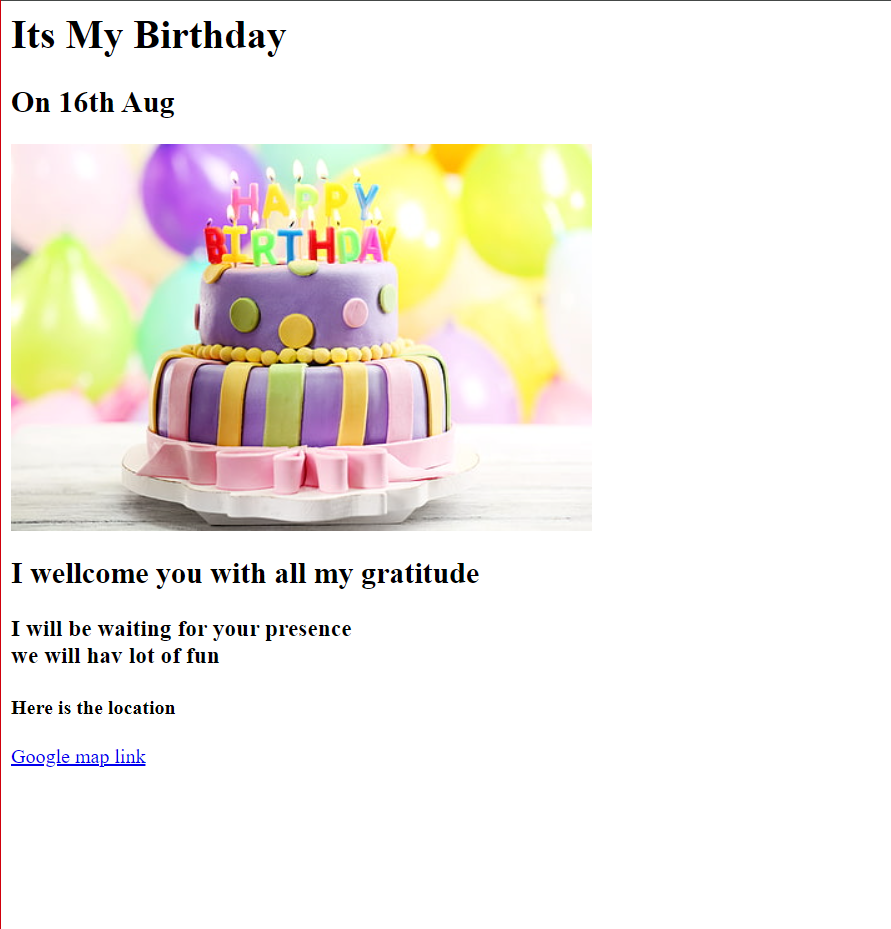 Its My Birthday
On 16th Aug
HAPPY
BIRTHDAY
I wellcome you with all my gratitude
I will be waiting for your presence
we will hav lot of fun
Here is the location
Google map link